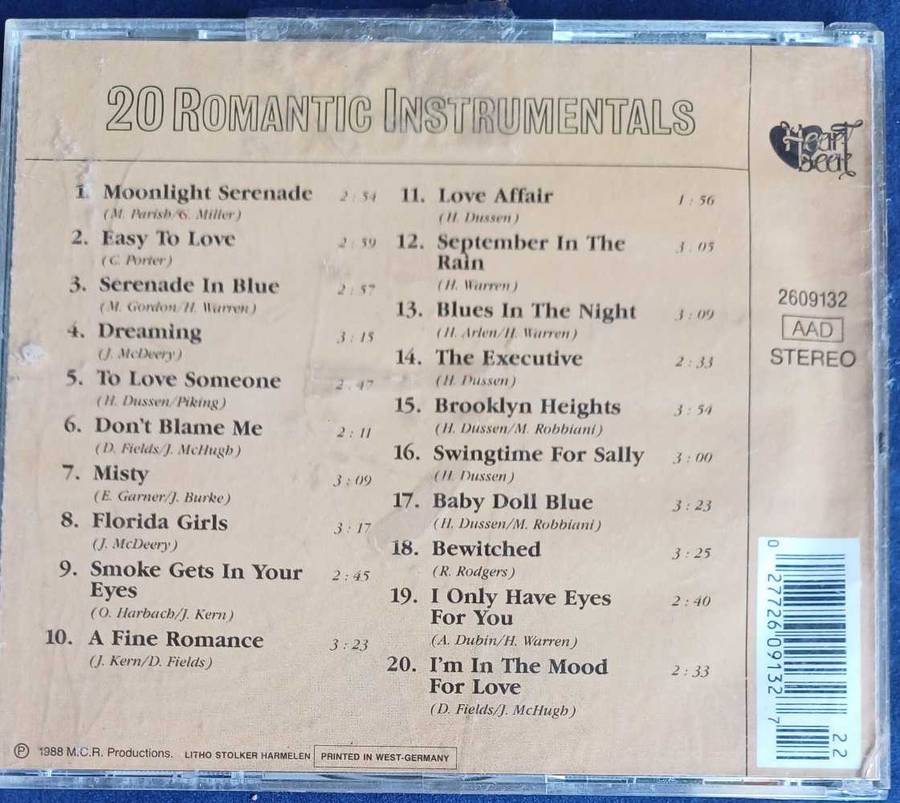 20 ROMANTIC INSTRUMENTALS
1. Moonlight Serenade 2:54
(M. Parish/G. Miller)
2. Easy To Love 2:59
(C. Porter)
3. Serenade In Blue 2:57
(M. Gordon/H. Warren)
4. Dreaming 3:15
(J. McDeery)
5. To Love Someone 2:47
(H. Dussen/Piking)
6. Don't Blame Me 2:11
(D. Fields/J. McHugh)
7. Misty 3:09
(E. Garner/J. Burke)
8. Florida Girls 3:17
(J. McDeery)
9. Smoke Gets In Your 2:45
Eyes
(O. Harbach/J. Kern)
10. A Fine Romance 3:23
(J. Kern/D. Fields)
11. Love Affair 1:56
(H. Dussen)
12. September In The 3:05
Rain
(H. Warren)
13. Blues In The Night 3:09
(H. Arlen/H. Warren)
14. The Executive 2:33
(H. Dussen)
15. Brooklyn Heights 3:54
(H. Dussen/M. Robbiani)
16. Swingtime For Sally 3:00
(H. Dussen)
17. Baby Doll Blue 3:23
(H. Dussen/M. Robbiani)
18. Bewitched 3:25
(R. Rodgers)
19. I Only Have Eyes 2:40
For You
(A. Dubin/H. Warren)
20. I'm In The Mood 2:33
For Love
(D. Fields/J. McHugh)
Heart
beat
2609132
AAD
STEREO
0 27726 09132 7
22
℗ 1988 M.C.R. Productions. LITHO STOLKER HARMELEN PRINTED IN WEST-GERMANY